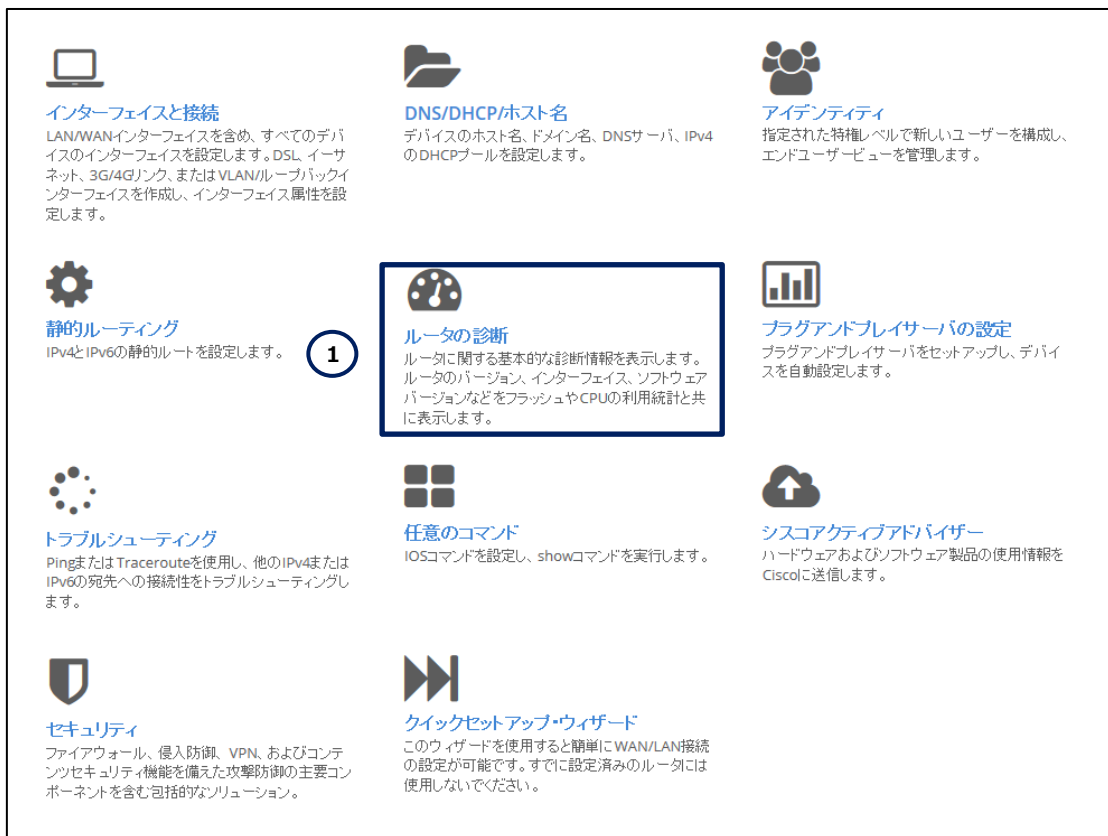 インターフェイスと接続
LAN/WANインターフェイスを含め、すべてのデバ
イスのインターフェイスを設定します。DSL、イーサ
ネット、3G/4Gリンク、またはVLAN/ループバックイ
ンターフェイスを作成し、インターフェイス属性を設
定します。
DNS/DHCP/ホスト名
デバイスのホスト名、ドメイン名、DNSサーバ、IPv4
のDHCPプールを設定します。
アイデンティティ
指定された特権レベルで新しいユーザーを構成し、
エンドユーザービューを管理します。
静的ルーティング
IPv4とIPv6の静的ルートを設定します。
1
ルータの診断
ルータに関する基本的な診断情報を表示します。
ルータのバージョン、インターフェイス、ソフトウェア
バージョンなどをフラッシュやCPUの利用統計と共
に表示します。
プラグアンドプレイサーバの設定
プラグアンドプレイサーバをセットアップし、デバイ
スを自動設定します。
トラブルシューティング
PingまたはTracerouteを使用し、他のIPv4または
IPv6の宛先への接続性をトラブルシューティングし
ます。
任意のコマンド
IOSコマンドを設定し、showコマンドを実行します。
シスコアクティブアドバイザー
ハードウェアおよびソフトウェア製品の使用情報を
Ciscoに送信します。
セキュリティ
ファイアウォール、侵入防御、VPN、およびコンテ
ンツセキュリティ機能を備えた攻撃防御の主要コン
ポーネントを含む包括的なソリューション。
クイックセットアップ・ウィザード
このウィザードを使用すると簡単にWAN/LAN接続
の設定が可能です。すでに設定済みのルータには
使用しないでください。